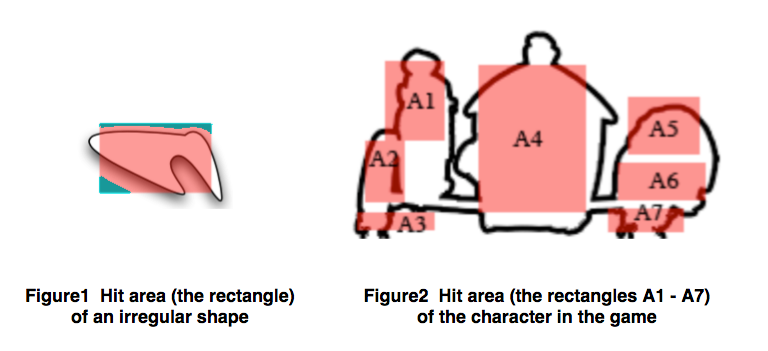 A1
A2
A3
A4
A5
A6
A7
Figure1 Hit area (the rectangle)
of an irregular shape
Figure2 Hit area (the rectangles A1 - A7)
of the character in the game